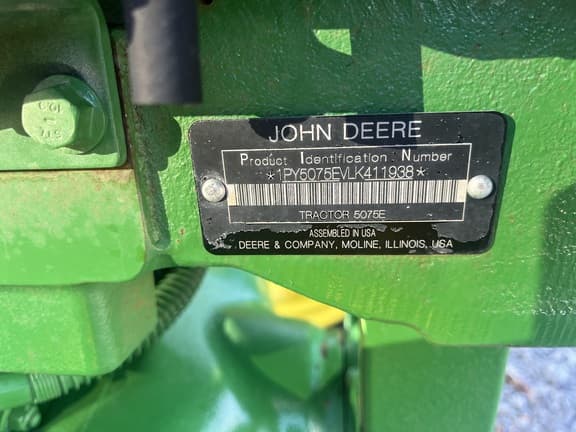 JOHN DEERE
Product Identification Number
*1PY5075EVLK411938*
TRACTOR 5075E
ASSEMBLED IN USA
DEERE & COMPANY, MOLINE, ILLINOIS, USA